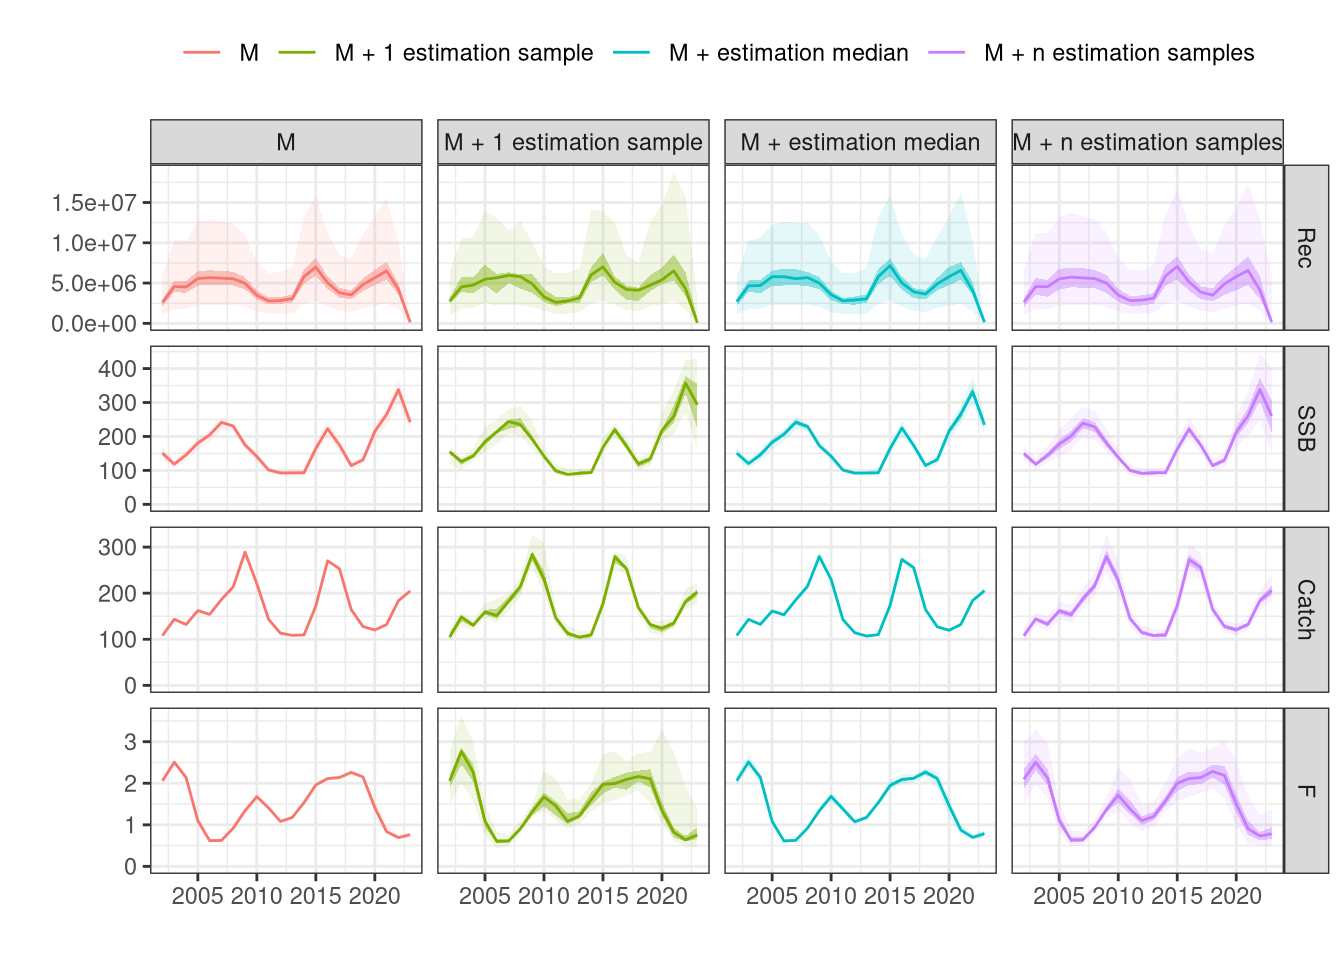 M M + 1 estimation sample M + estimation median M + n estimation samples
M M + 1 estimation sample M + estimation median M + n estimation samples
1.5e+07
1.0e+07
5.0e+06
0.0e+00
Rec
400
300
200
100
0
SSB
300
200
100
0
Catch
3
2
1
0
F
2005 2010 2015 2020 2005 2010 2015 2020 2005 2010 2015 2020 2005 2010 2015 2020